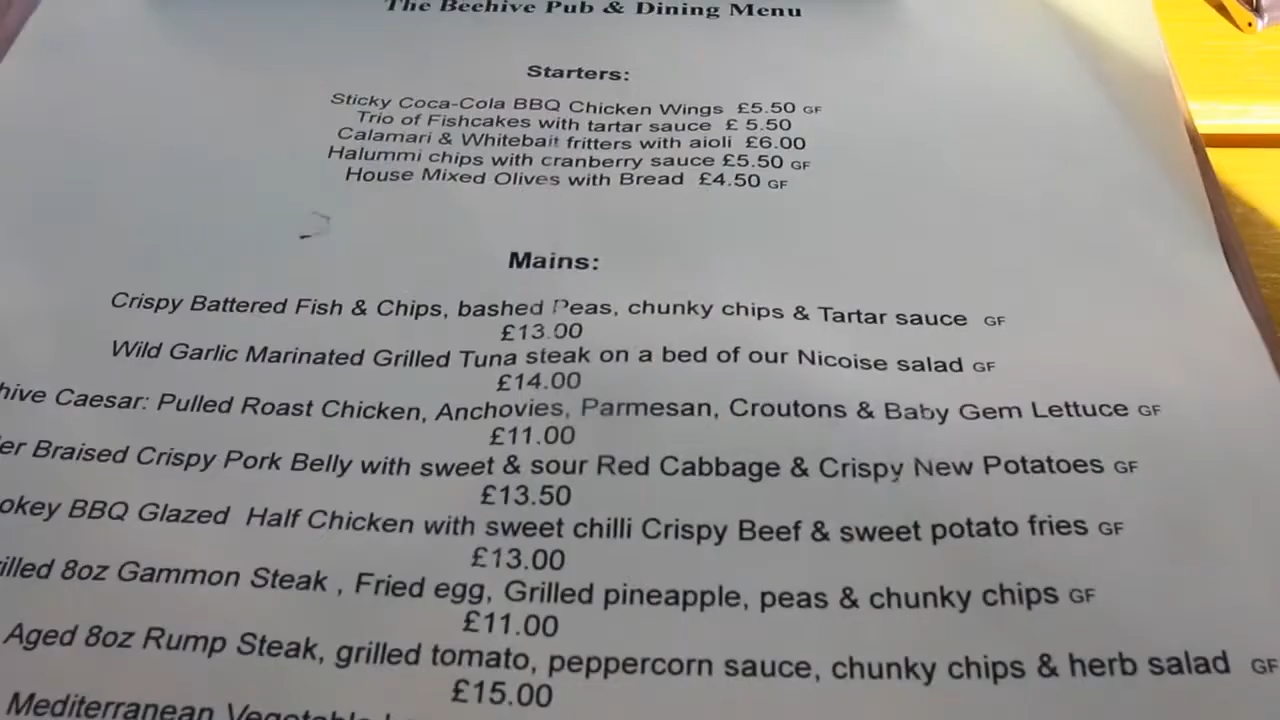 The Beehive Pub & Dining Menu
Starters:
Sticky Coca-Cola BBQ Chicken Wings £5.50 GF
Trio of Fishcakes with tartar sauce £ 5.50
Calamari & Whitebait fritters with aioli £6.00
Halummi chips with cranberry sauce £5.50 GF
House Mixed Olives with Bread £4.50 GF
Mains:
Crispy Battered Fish & Chips, bashed Peas, chunky chips & Tartar sauce GF
£13.00
Wild Garlic Marinated Grilled Tuna steak on a bed of our Nicoise salad GF
£14.00
Caesar: Pulled Roast Chicken, Anchovies, Parmesan, Croutons & Baby Gem Lettuce GF
£11.00
Braised Crispy Pork Belly with sweet & sour Red Cabbage & Crispy New Potatoes GF
£13.50
BBQ Glazed Half Chicken with sweet chilli Crispy Beef & sweet potato fries GF
£13.00
8oz Gammon Steak , Fried egg, Grilled pineapple, peas & chunky chips GF
£11.00
Aged 8oz Rump Steak, grilled tomato, peppercorn sauce, chunky chips & herb salad GF
£15.00
Mediterranean